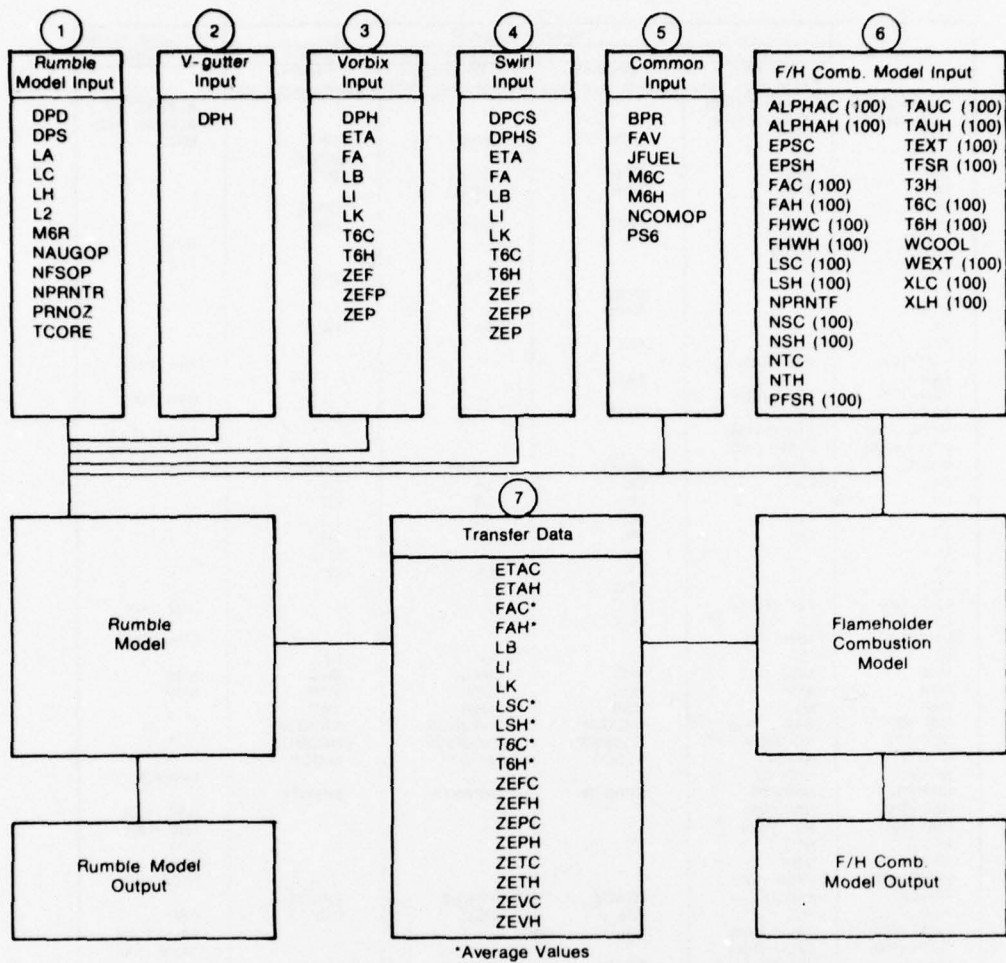 1
Rumble
Model Input
DPD
DPS
LA
LC
LH
L2
M6R
NAUGOP
NFSOP
NPRNTR
PRNOZ
TCORE
2
V-gutter
Input
DPH
3
Vorbix
Input
DPH
ETA
FA
LB
LI
LK
T6C
T6H
ZEF
ZEFP
ZEP
4
Swirl
Input
DPCS
DPHS
ETA
FA
LB
LI
LK
T6C
T6H
ZEF
ZEFP
ZEP
5
Common
Input
BPR
FAV
JFUEL
M6C
M6H
NCOMOP
PS6
6
F/H Comb. Model Input
ALPHAC (100)
ALPHAH (100)
EPSC
EPSH
FAC (100)
FAH (100)
FHWC (100)
FHWH (100)
LSC (100)
LSH (100)
NPRNTF
NSC (100)
NSH (100)
NTC
NTH
PFSR (100)
TAUC (100)
TAUH (100)
TEXT (100)
TFSR (100)
T3H
T6C (100)
T6H (100)
WCOOL
WEXT (100)
XLC (100)
XLH (100)
Rumble
Model
7
Transfer Data
ETAC
ETAH
FAC*
FAH*
LB
LI
LK
LSC*
LSH*
T6C*
T6H*
ZEFC
ZEFH
ZEPC
ZEPH
ZETC
ZETH
ZEVC
ZEVH
*Average Values
Flameholder
Combustion
Model
Rumble Model
Output
F/H Comb.
Model Output